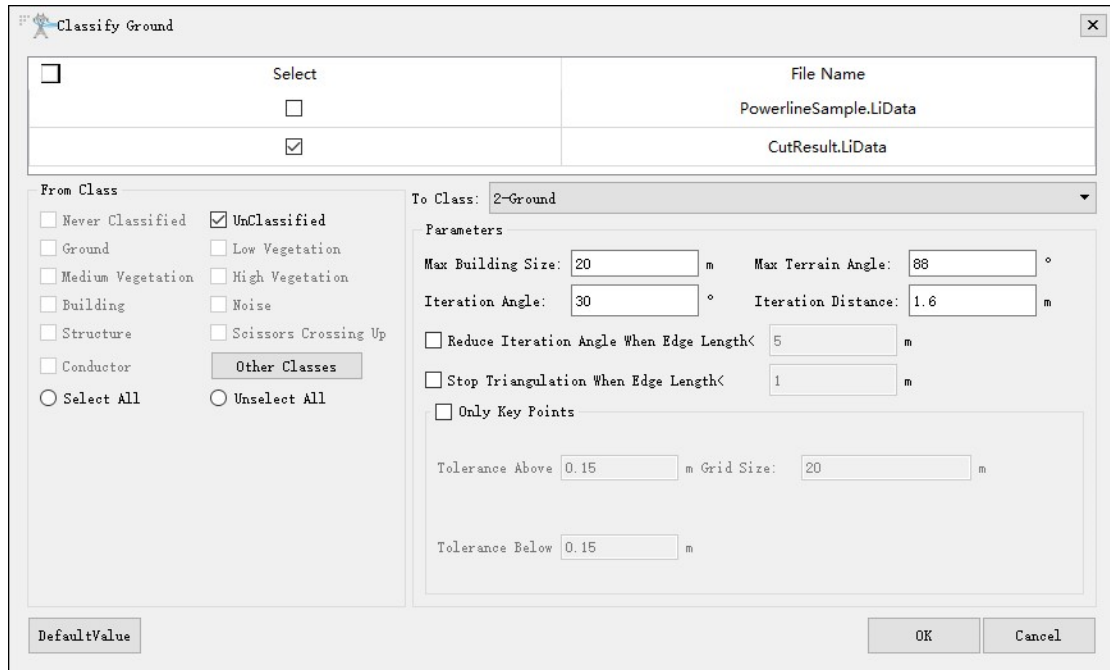 Classify Ground
Select File Name
PowerlineSample.LiData
CutResult.LiData
From Class
Never Classified UnClassified
Ground Low Vegetation
Medium Vegetation High Vegetation
Building Noise
Structure Scissors Crossing Up
Conductor Other Classes
Select All Unselect All
To Class: 2-Ground
Parameters
Max Building Size: 20 m Max Terrain Angle: 88 °
Iteration Angle: 30 ° Iteration Distance: 1.6 m
Reduce Iteration Angle When Edge Length< 5 m
Stop Triangulation When Edge Length< 1 m
Only Key Points
Tolerance Above 0.15 m Grid Size: 20 m
Tolerance Below 0.15 m
DefaultValue OK Cancel